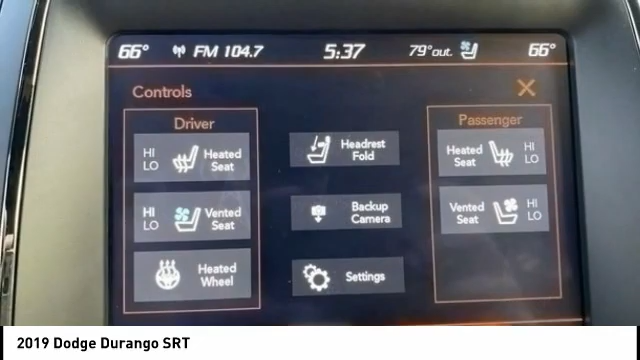 66° FM 104.7 5:37 79°out 66°
Controls
Driver
HI
LO
Heated
Seat
HI
LO
Vented
Seat
Heated
Wheel
Headrest
Fold
Backup
Camera
Settings
Passenger
Heated
Seat
HI
LO
Vented
Seat
HI
LO
2019 Dodge Durango SRT